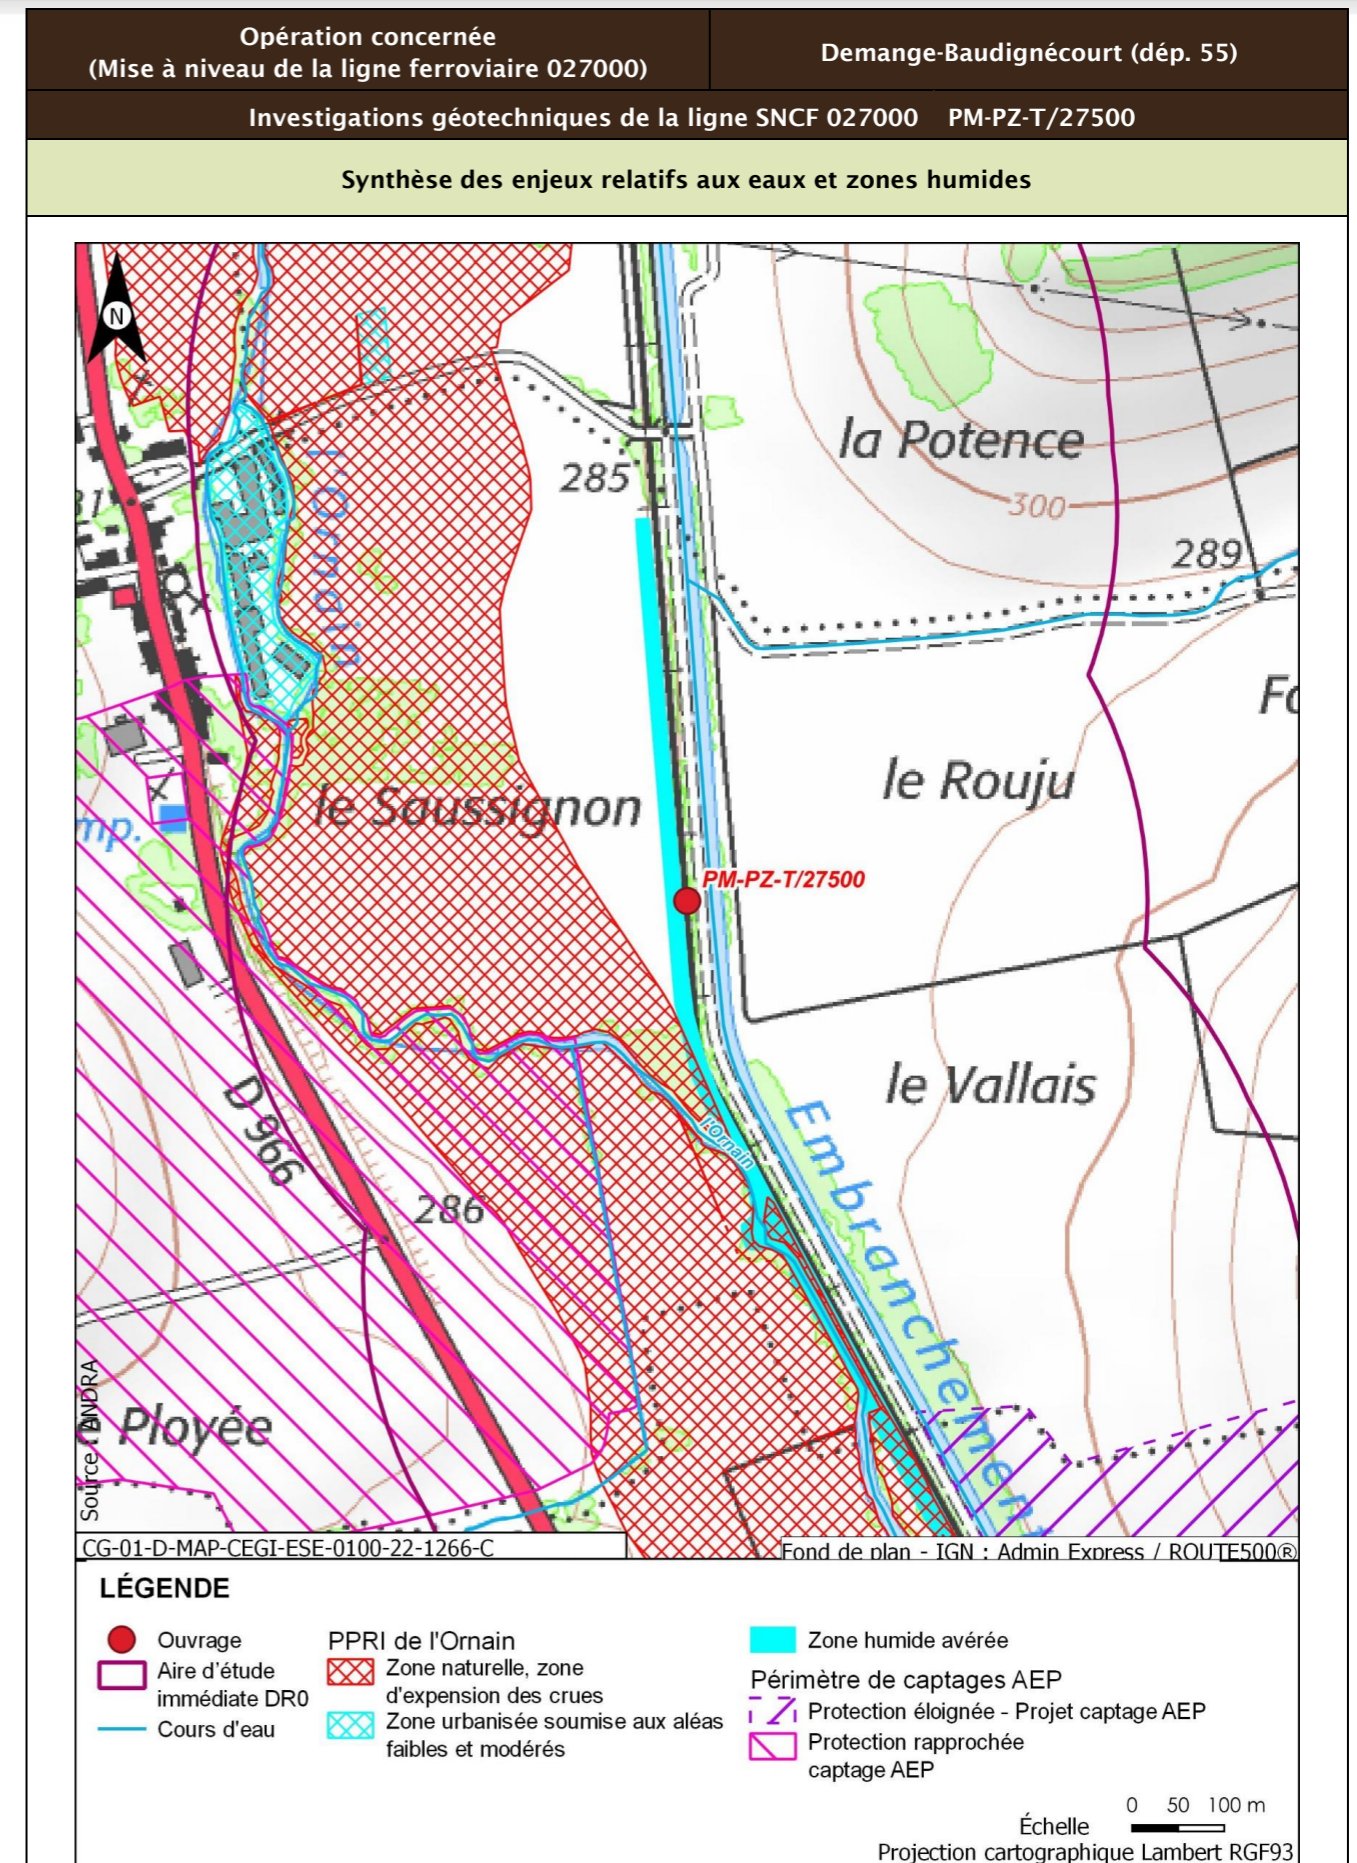 Opération concernée
(Mise à niveau de la ligne ferroviaire 027000)
Demange-Baudignécourt (dép. 55)
Investigations géotechniques de la ligne SNCF 027000 PM-PZ-T/27500
Synthèse des enjeux relatifs aux eaux et zones humides
N
la Potence
285
300
289
l'Ornain
le Rouju
le Saussignon
mp.
PM-PZ-T/27500
le Vallais
D 966
l'Ornain
Embranchement
286
Ployée
Source : ANDRA
CG-01-D-MAP-CEGI-ESE-0100-22-1266-C
Fond de plan - IGN : Admin Express / ROUTE500®
LÉGENDE
Ouvrage
Aire d'étude
immédiate DR0
Cours d'eau
PPRI de l'Ornain
Zone naturelle, zone
d'expension des crues
Zone urbanisée soumise aux aléas
faibles et modérés
Zone humide avérée
Périmètre de captages AEP
Protection éloignée - Projet captage AEP
Protection rapprochée
captage AEP
0 50 100 m
Échelle
Projection cartographique Lambert RGF93